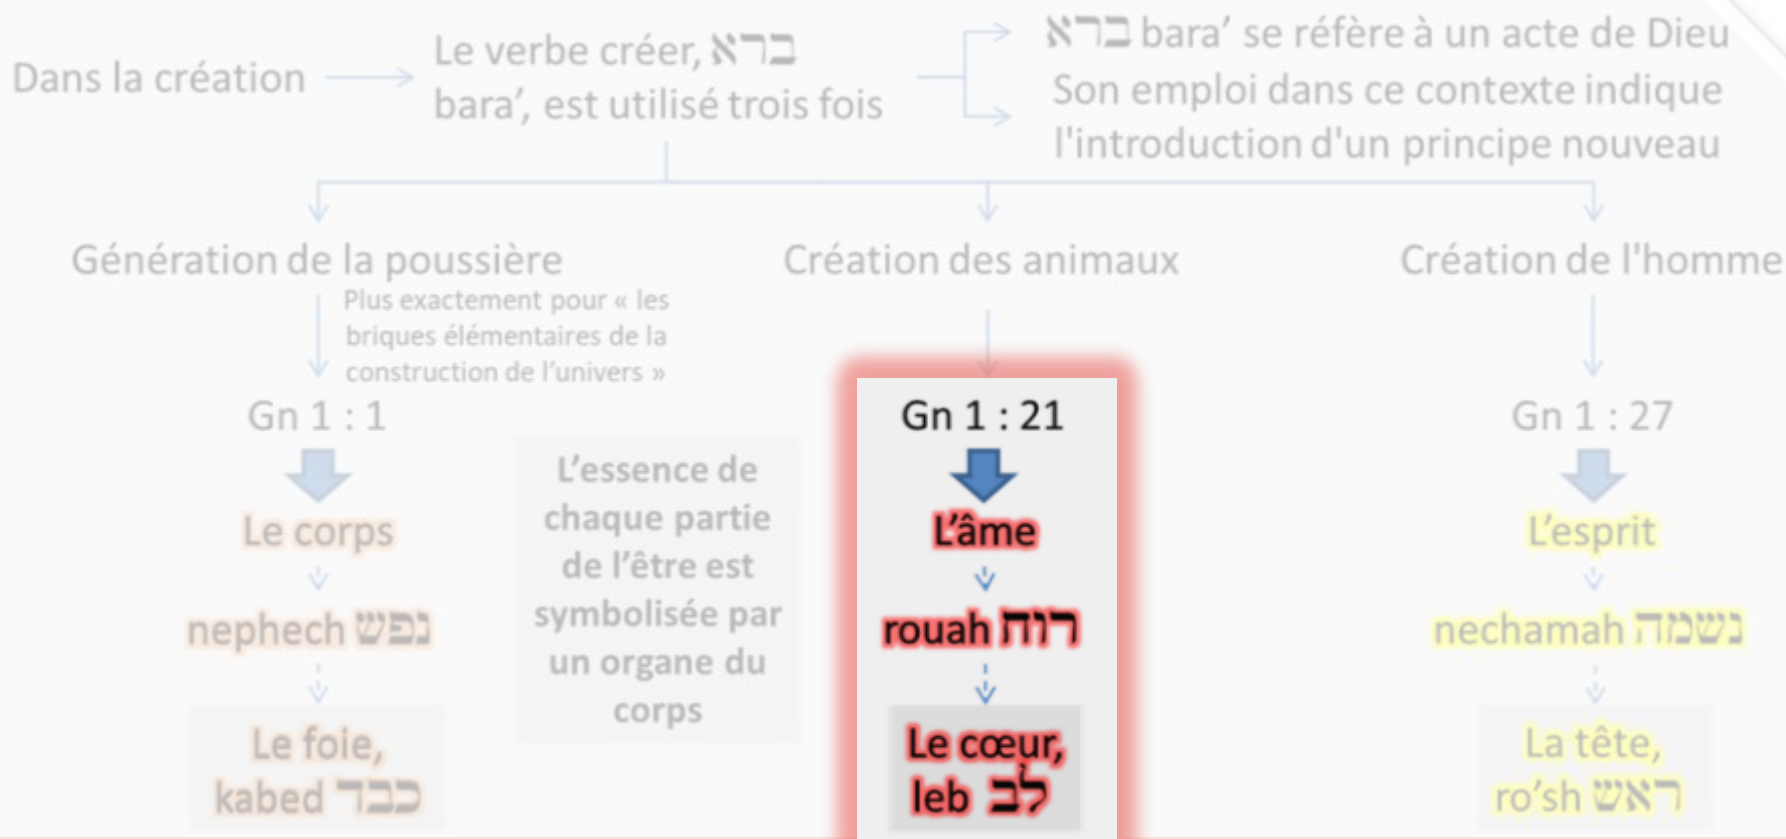 Dans la création
Le verbe créer, ברא
bara’, est utilisé trois fois
ברא bara’ se réfère à un acte de Dieu
Son emploi dans ce contexte indique
l'introduction d'un principe nouveau
Génération de la poussière
Plus exactement pour « les
briques élémentaires de la
construction de l’univers »
Gn 1 : 1
Le corps
nephech נפש
Le foie,
kabed כבד
L’essence de
chaque partie
de l’être est
symbolisée par
un organe du
corps
Création des animaux
Gn 1 : 21
L’âme
rouah רוח
Le cœur,
leb לב
Création de l'homme
Gn 1 : 27
L’esprit
nechamah נשמה
La tête,
ro’sh ראש